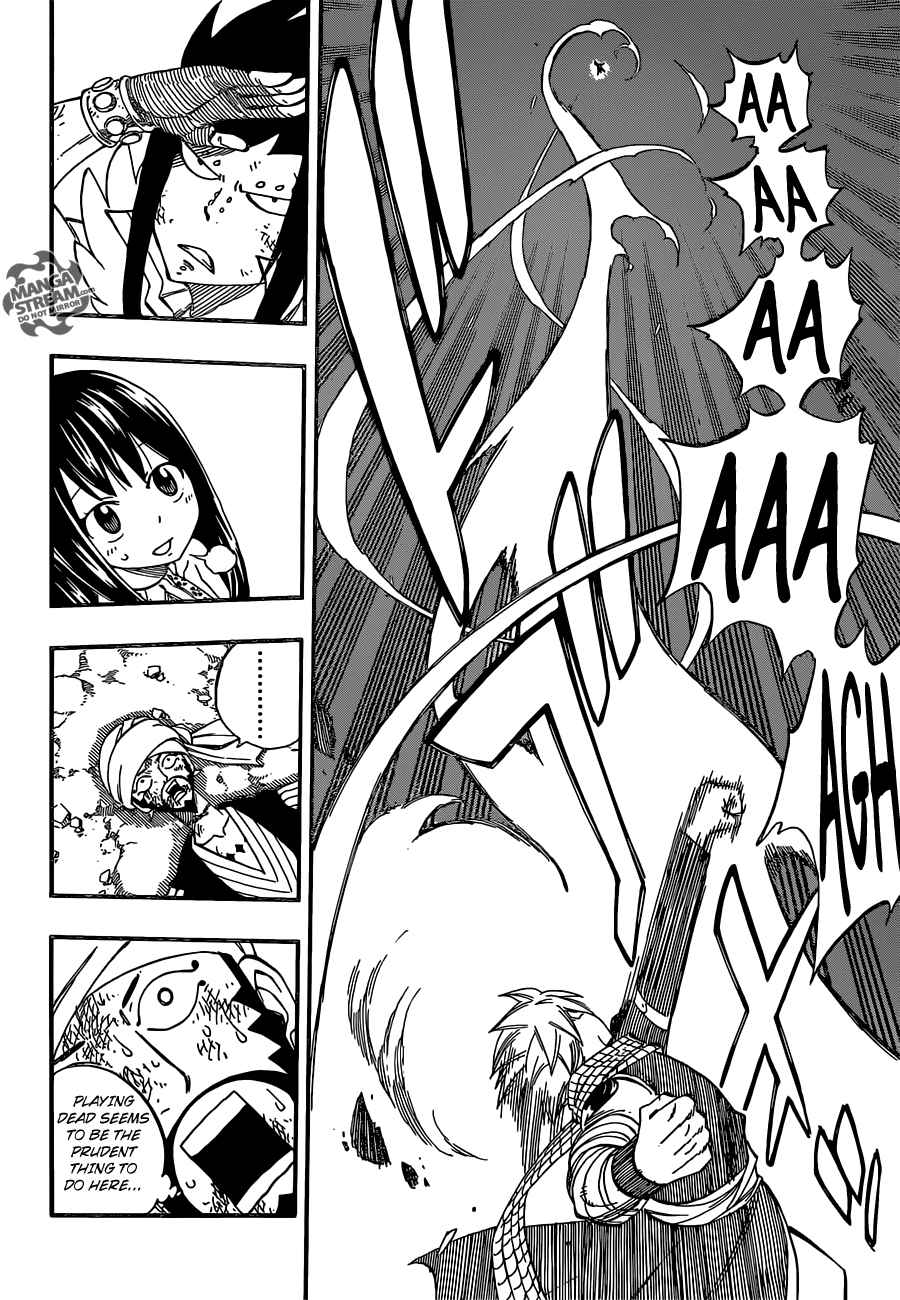 AA
AA
AA
AAA
AGH
MANGA
STREAM.com
DO NOT MIRROR
........
PLAYING
DEAD SEEMS
TO BE THE
PRUDENT
THING TO
DO HERE...